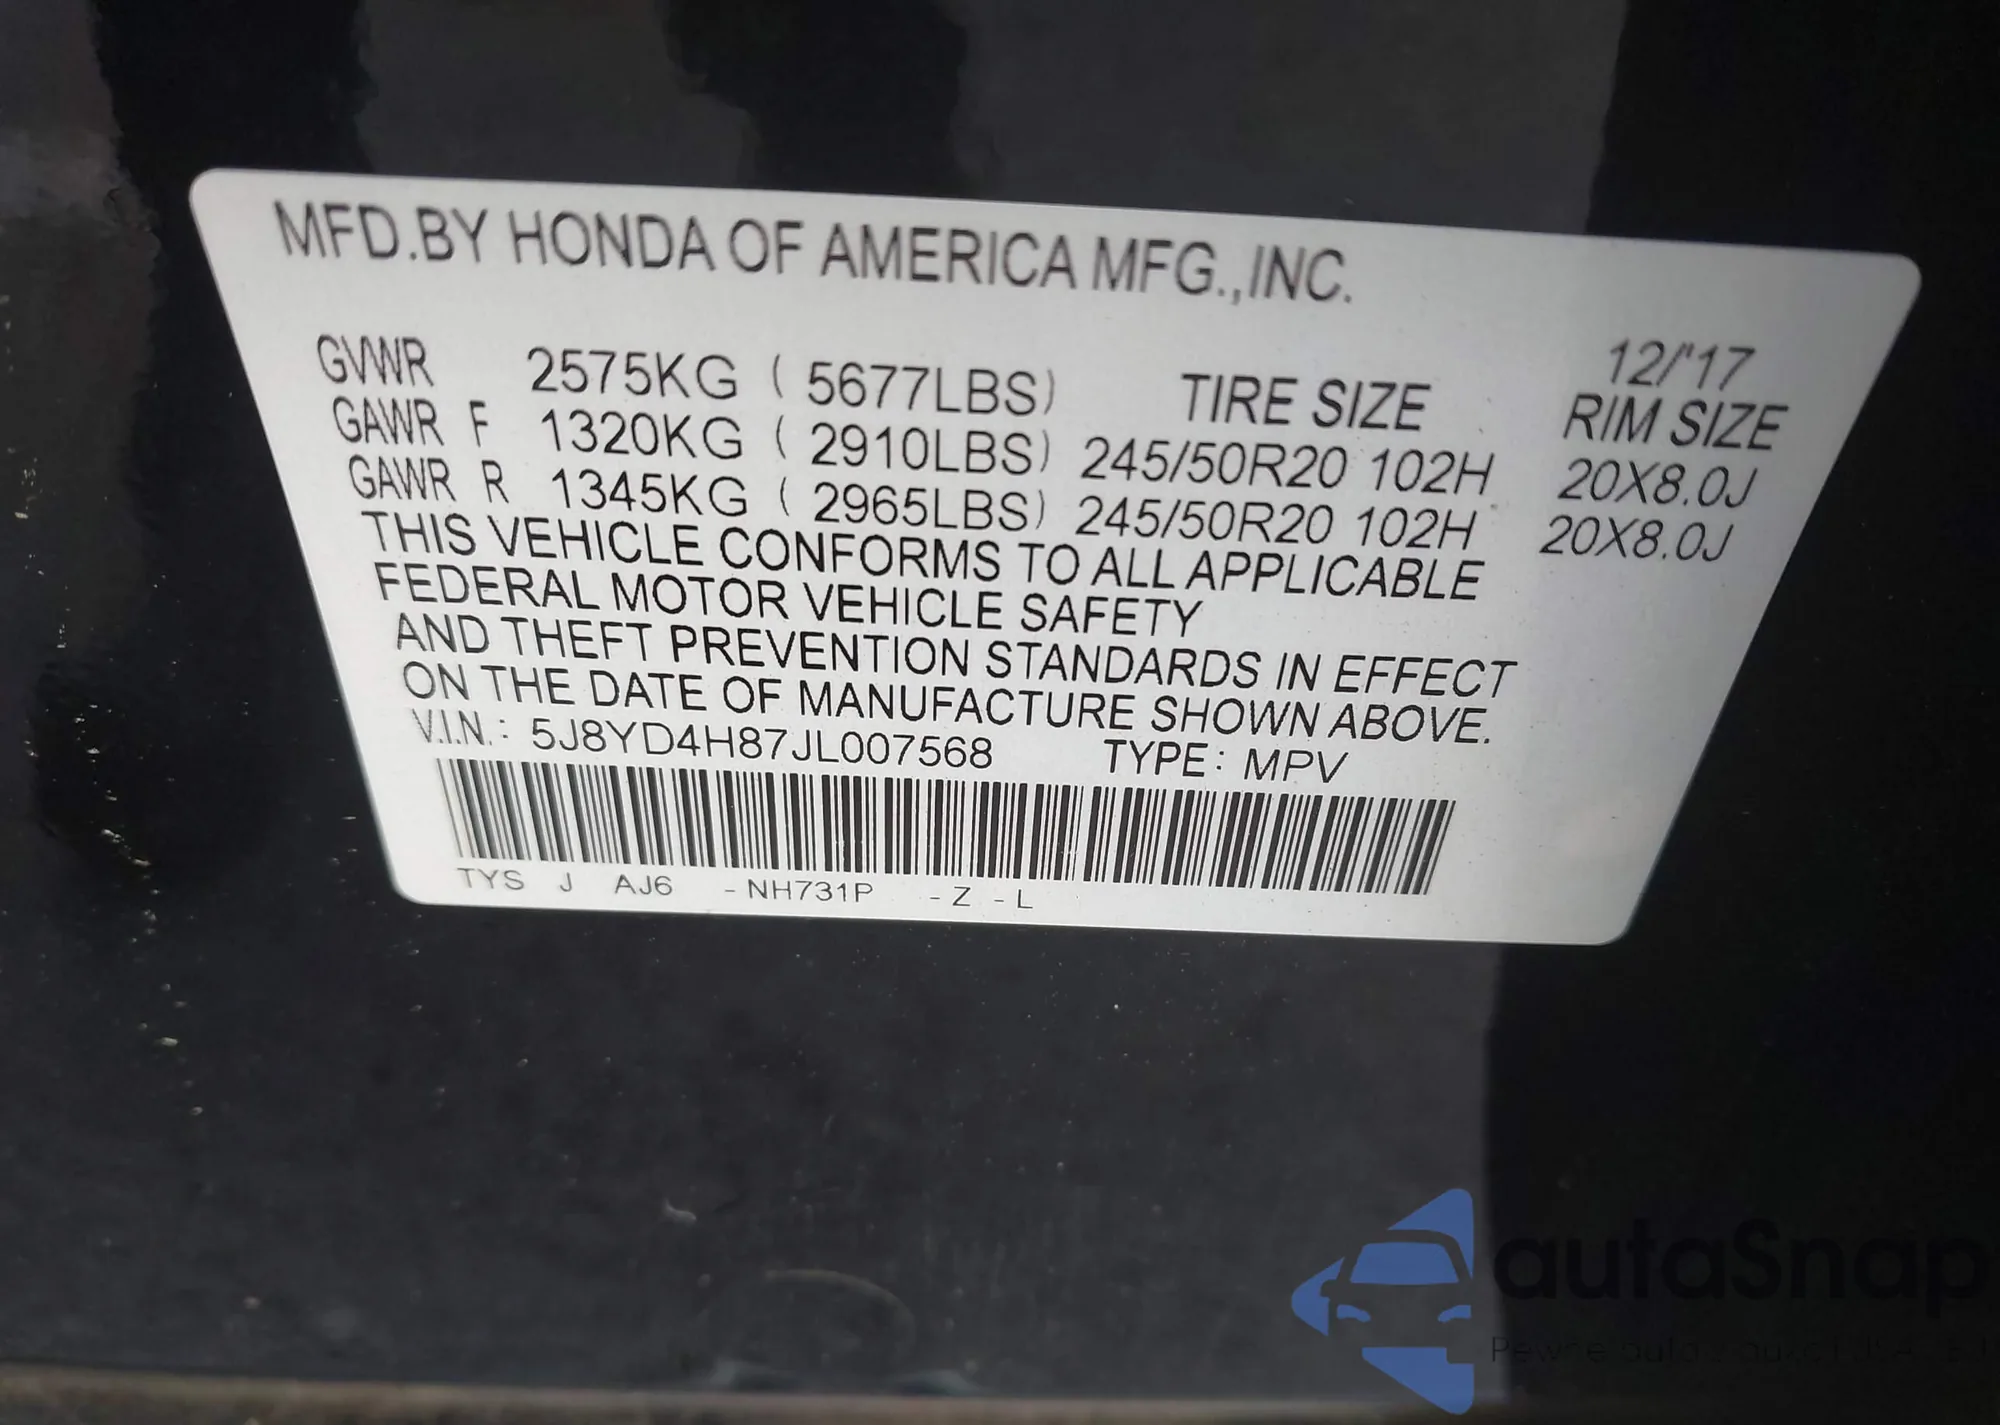 MFD.BY HONDA OF AMERICA MFG.,INC.
12/'17
GVWR 2575KG ( 5677LBS) TIRE SIZE RIM SIZE
GAWR F 1320KG ( 2910LBS) 245/50R20 102H 20X8.0J
GAWR R 1345KG ( 2965LBS) 245/50R20 102H 20X8.0J
THIS VEHICLE CONFORMS TO ALL APPLICABLE
FEDERAL MOTOR VEHICLE SAFETY
AND THEFT PREVENTION STANDARDS IN EFFECT
ON THE DATE OF MANUFACTURE SHOWN ABOVE.
V.I.N.: 5J8YD4H87JL007568 TYPE: MPV
TYS J AJ6 -NH731P -Z -L
autaSnap
Pewne auta z